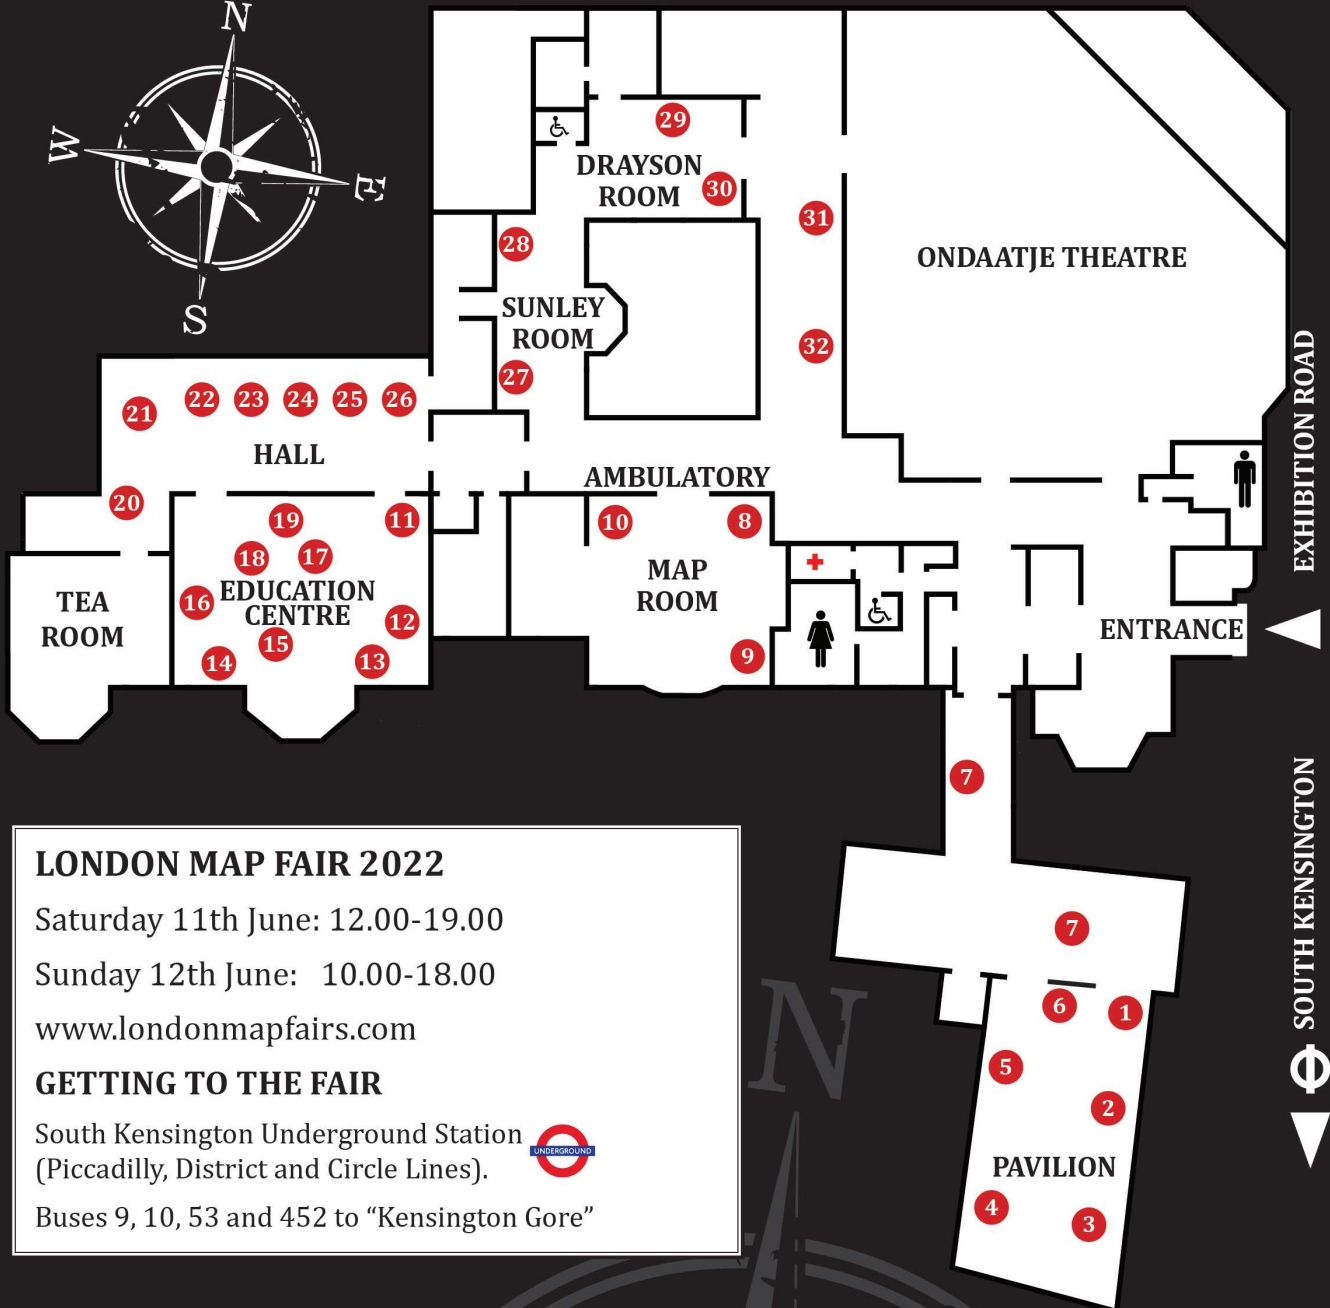 N
W
E
S
29
DRAYSON
ROOM
30
31
28
ONDAATJE THEATRE
SUNLEY
ROOM
32
27
21
22
23
24
25
26
HALL
AMBULATORY
20
19
11
10
8
18
17
MAP
ROOM
16
EDUCATION
CENTRE
TEA
ROOM
12
15
14
13
9
ENTRANCE
EXHIBITION ROAD
7
7
6
1
5
2
PAVILION
4
3
SOUTH KENSINGTON
N
LONDON MAP FAIR 2022
Saturday 11th June: 12.00-19.00
Sunday 12th June: 10.00-18.00
www.londonmapfairs.com
GETTING TO THE FAIR
South Kensington Underground Station
UNDERGROUND
(Piccadilly, District and Circle Lines).
Buses 9, 10, 53 and 452 to “Kensington Gore”